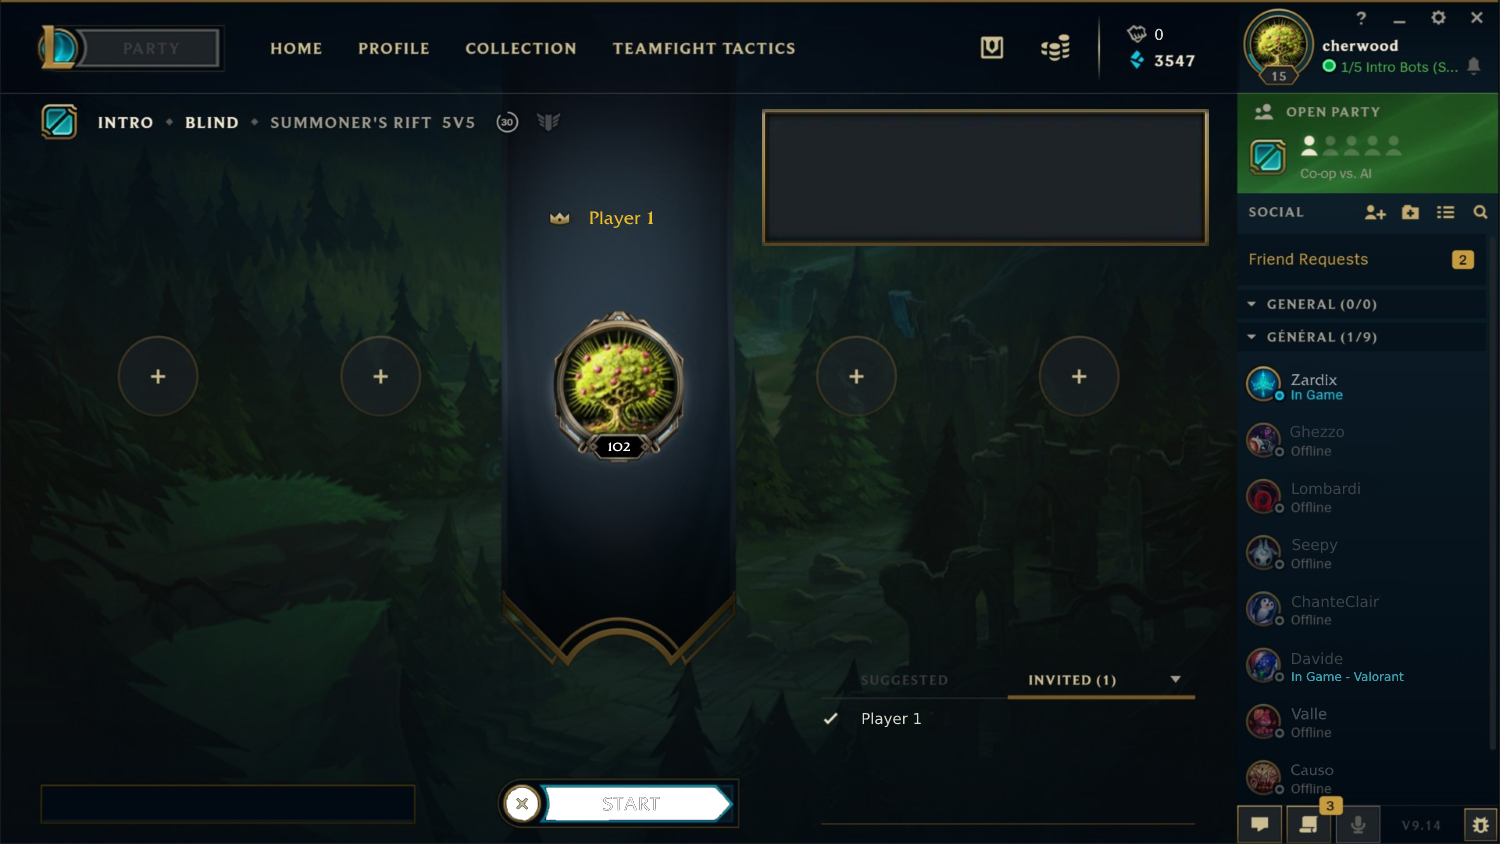 PARTY
HOME
PROFILE
COLLECTION
TEAMFIGHT TACTICS
0
3547
?
15
cherwood
1/5 Intro Bots (S...
INTRO BLIND SUMMONER'S RIFT 5V5 30
OPEN PARTY
Co-op vs. AI
SOCIAL
Friend Requests 2
GENERAL (0/0)
GÉNÉRAL (1/9)
Zardix
In Game
Ghezzo
Offline
Lombardi
Offline
Seepy
Offline
ChanteClair
Offline
Davide
In Game - Valorant
Valle
Offline
Causo
Offline
3
V9.14
Player 1
102
SUGGESTED
INVITED (1)
Player 1
START